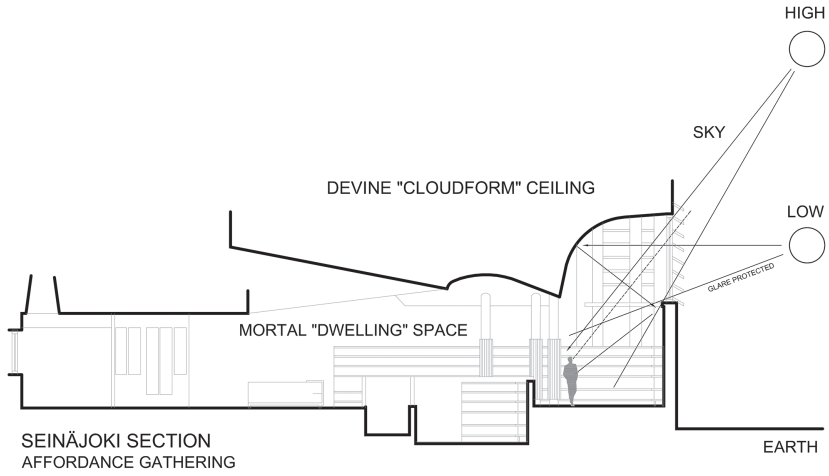 HIGH
SKY
DEVINE "CLOUDFORM" CEILING
LOW
GLARE PROTECTED
MORTAL "DWELLING" SPACE
SEINÄJOKI SECTION
AFFORDANCE GATHERING
EARTH